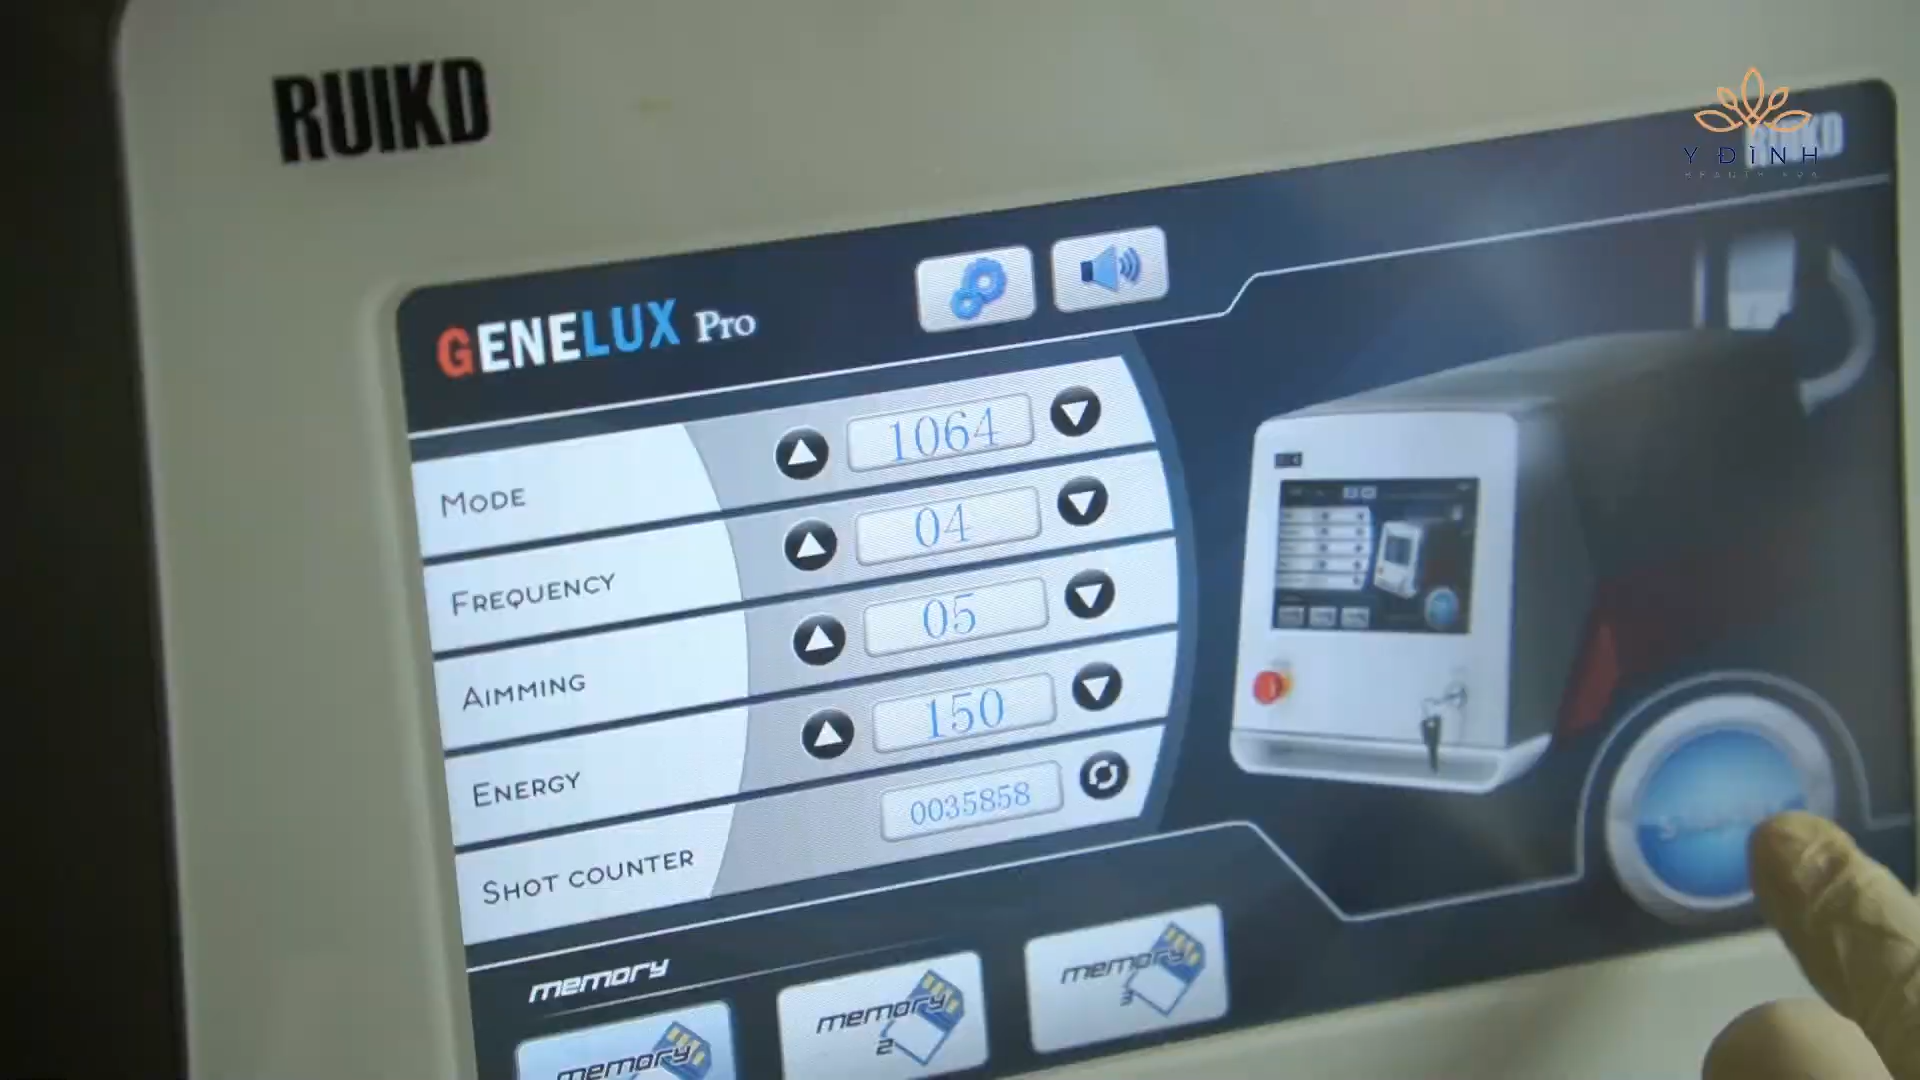 RUIKD
RUIKD
Y ĐÌNH
GENELUX Pro
MODE
1064
FREQUENCY
04
AIMMING
05
ENERGY
150
SHOT COUNTER
0035858
memory
memory
memory
2
memory
3